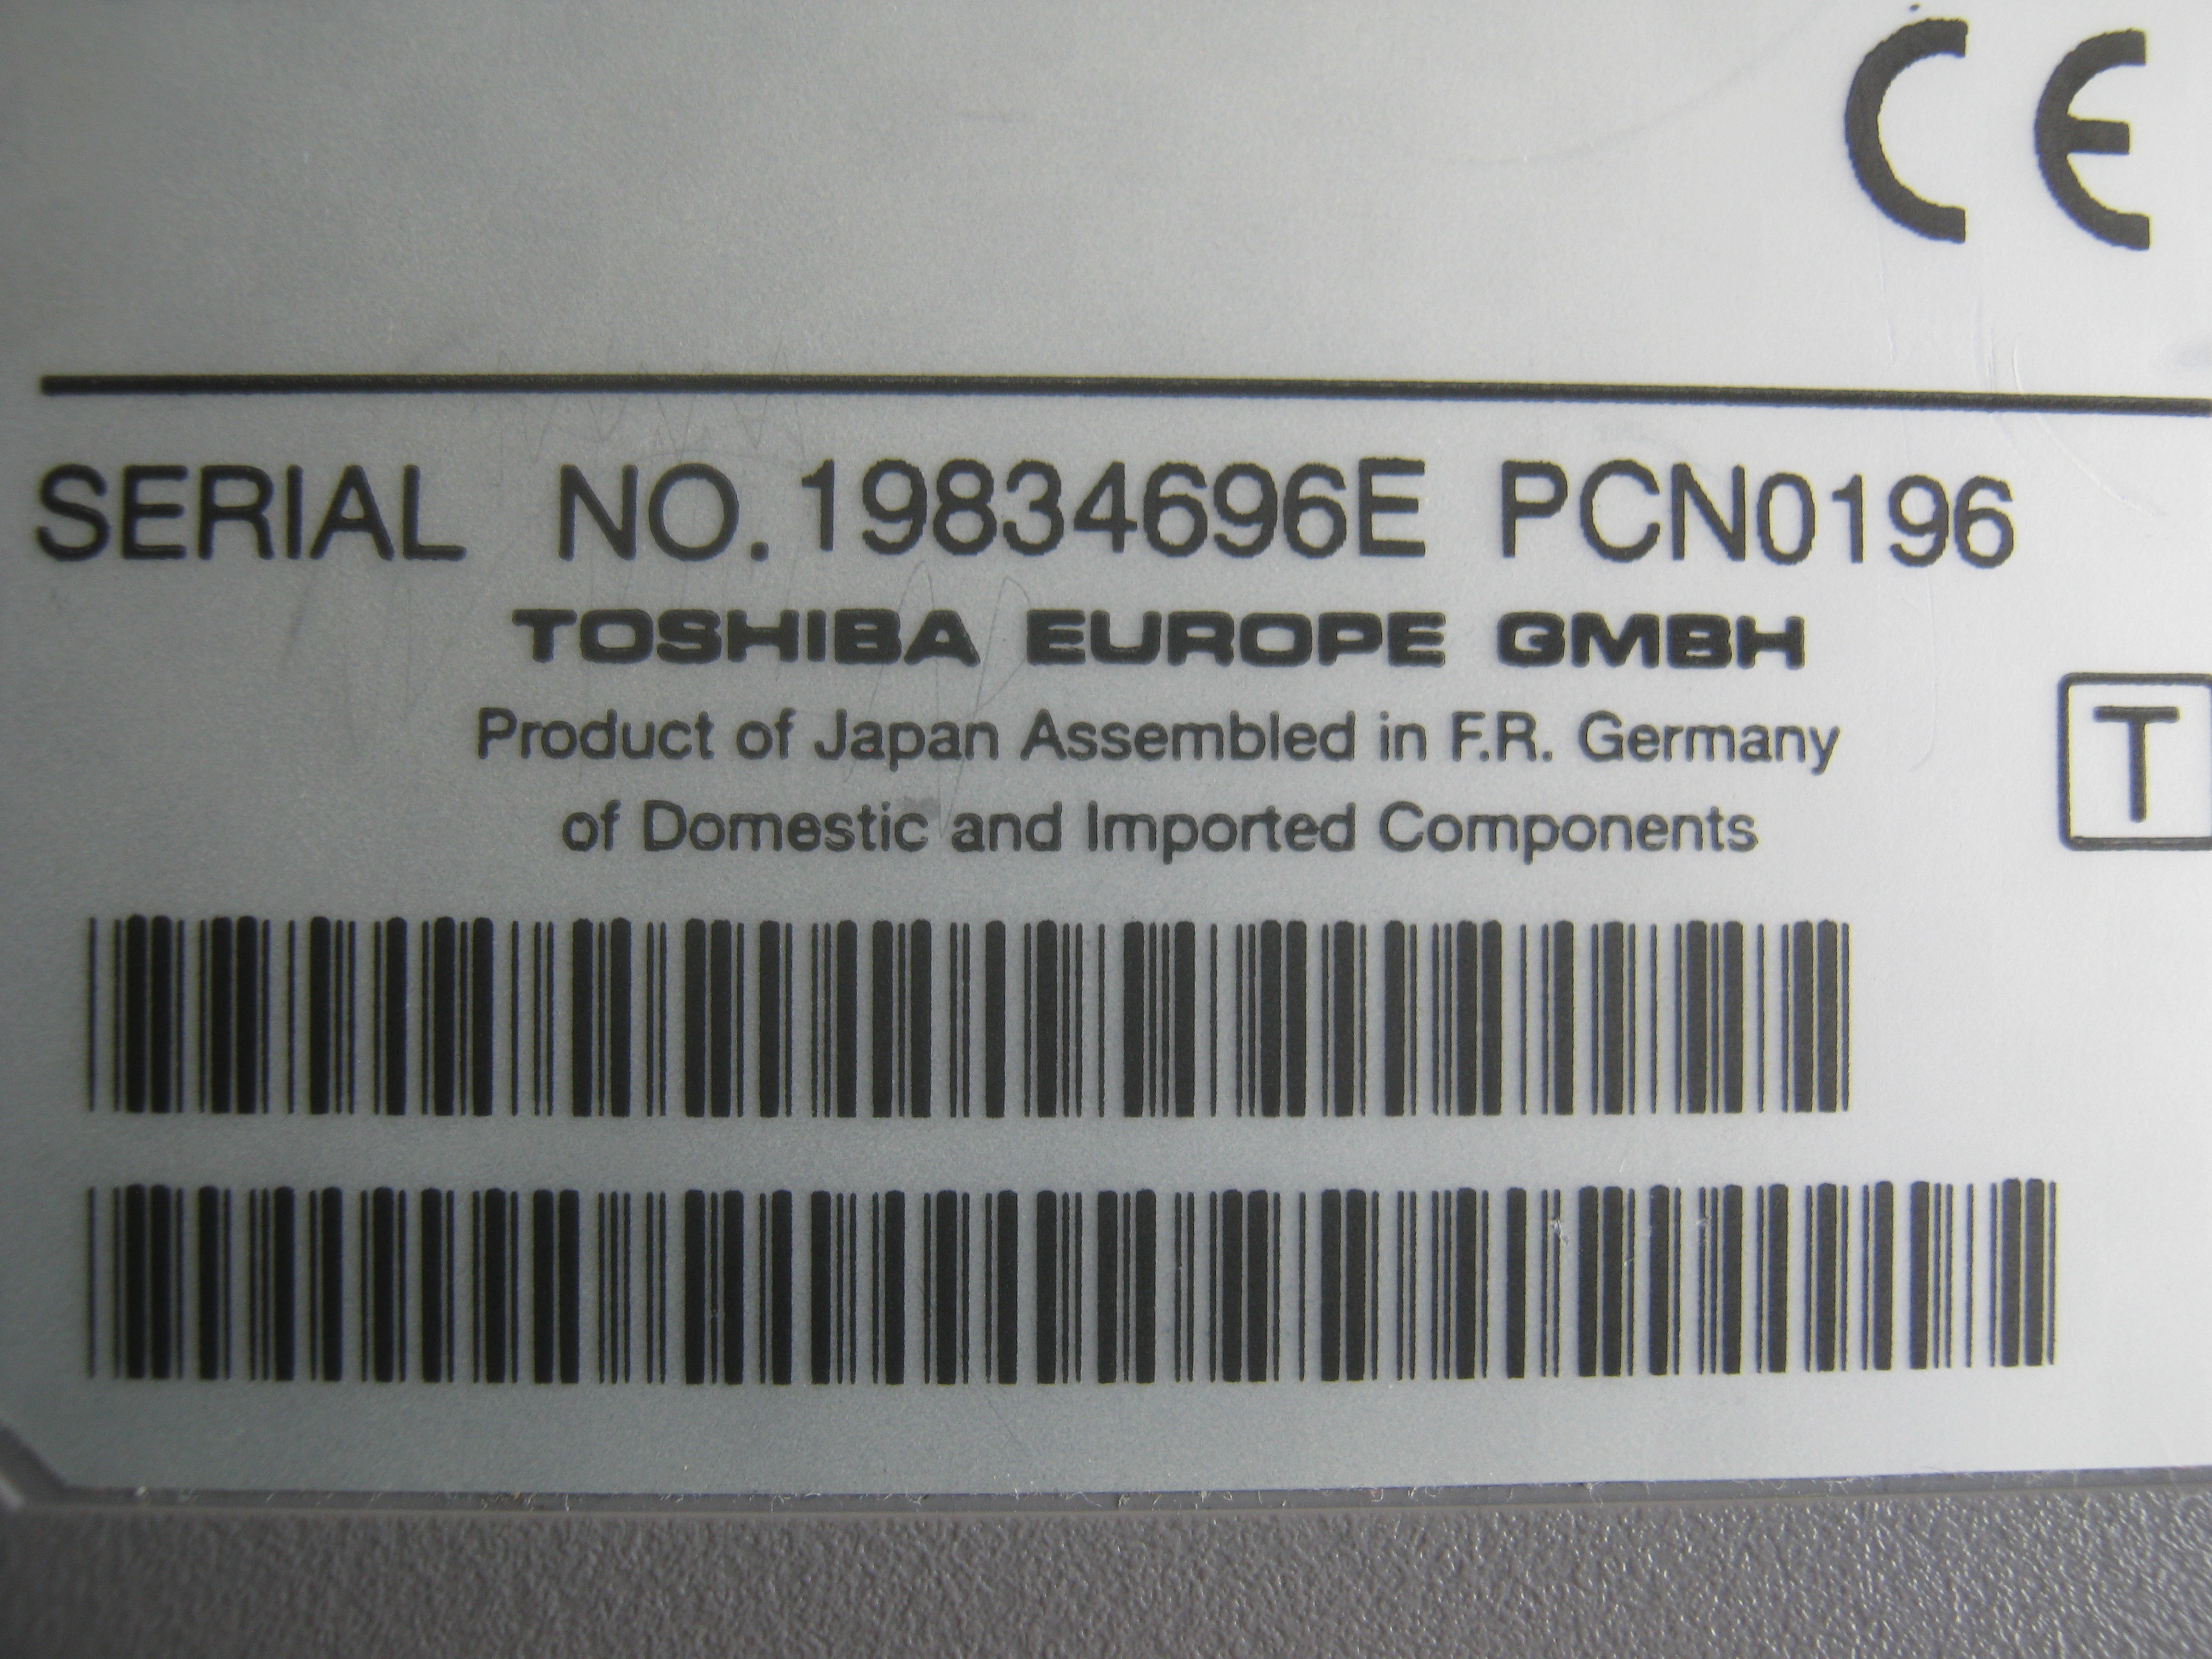 CE
SERIAL NO. 19834696E PCN0196
TOSHIBA EUROPE GMBH
Product of Japan Assembled in F.R. Germany
of Domestic and Imported Components
T